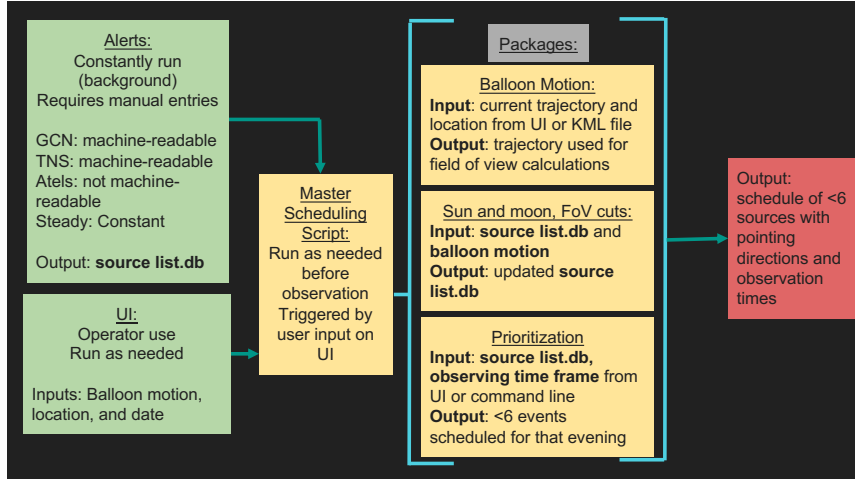 Alerts:
Constantly run
(background)
Requires manual entries
GCN: machine-readable
TNS: machine-readable
Atels: not machine-
readable
Steady: Constant
Output: source list.db
UI:
Operator use
Run as needed
Inputs: Balloon motion,
location, and date
Master
Scheduling
Script:
Run as needed
before
observation
Triggered by
user input on
UI
Packages:
Balloon Motion:
Input: current trajectory and
location from UI or KML file
Output: trajectory used for
field of view calculations
Sun and moon, FoV cuts:
Input: source list.db and
balloon motion
Output: updated source
list.db
Prioritization
Input: source list.db,
observing time frame from
UI or command line
Output: <6 events
scheduled for that evening
Output:
schedule of <6
sources with
pointing
directions and
observation
times